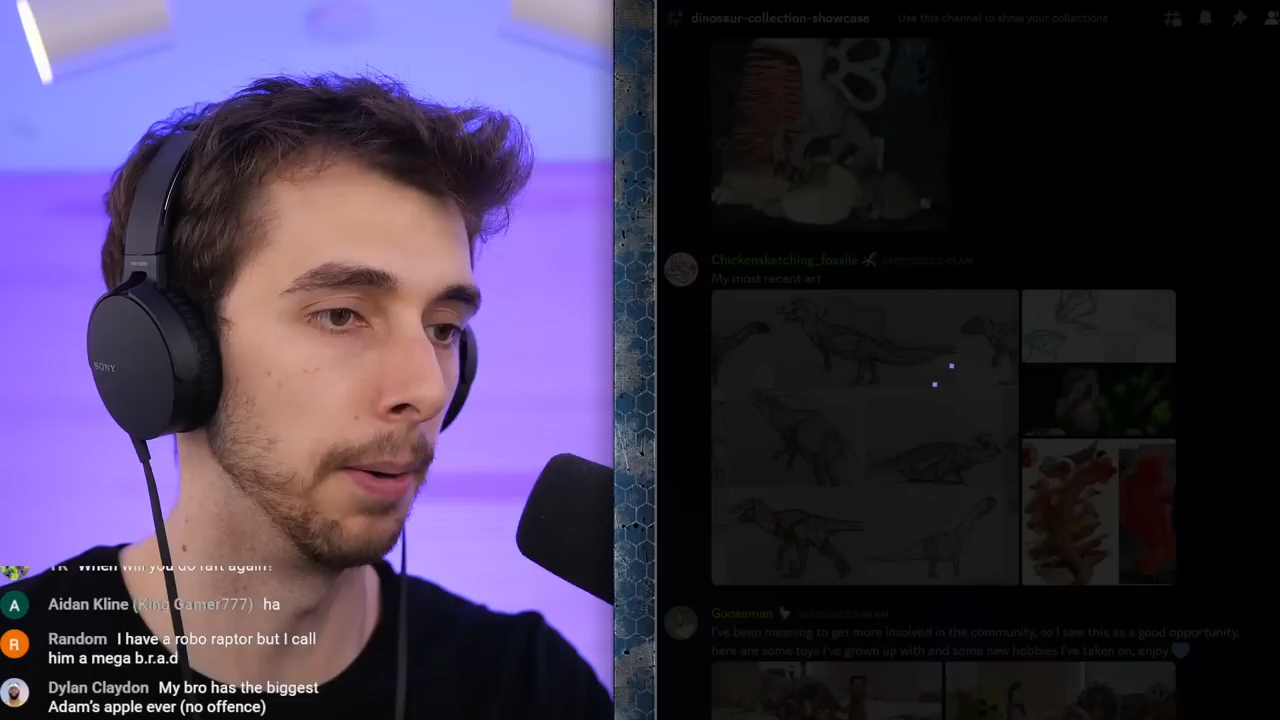 dinosaur-collection-showcase Use this channel to show your collections
Chickensketching_fossils
My most recent art
Gooseman
I've been meaning to get more involved in the community, so I saw this as a good opportunity,
here are some toys I've grown up with and some new hobbies I've taken on, enjoy
SONY
When will you do raft again?
Aidan Kline (King Gamer777) ha
Random I have a robo raptor but I call
him a mega b.r.a.d
Dylan Claydon My bro has the biggest
Adam's apple ever (no offence)